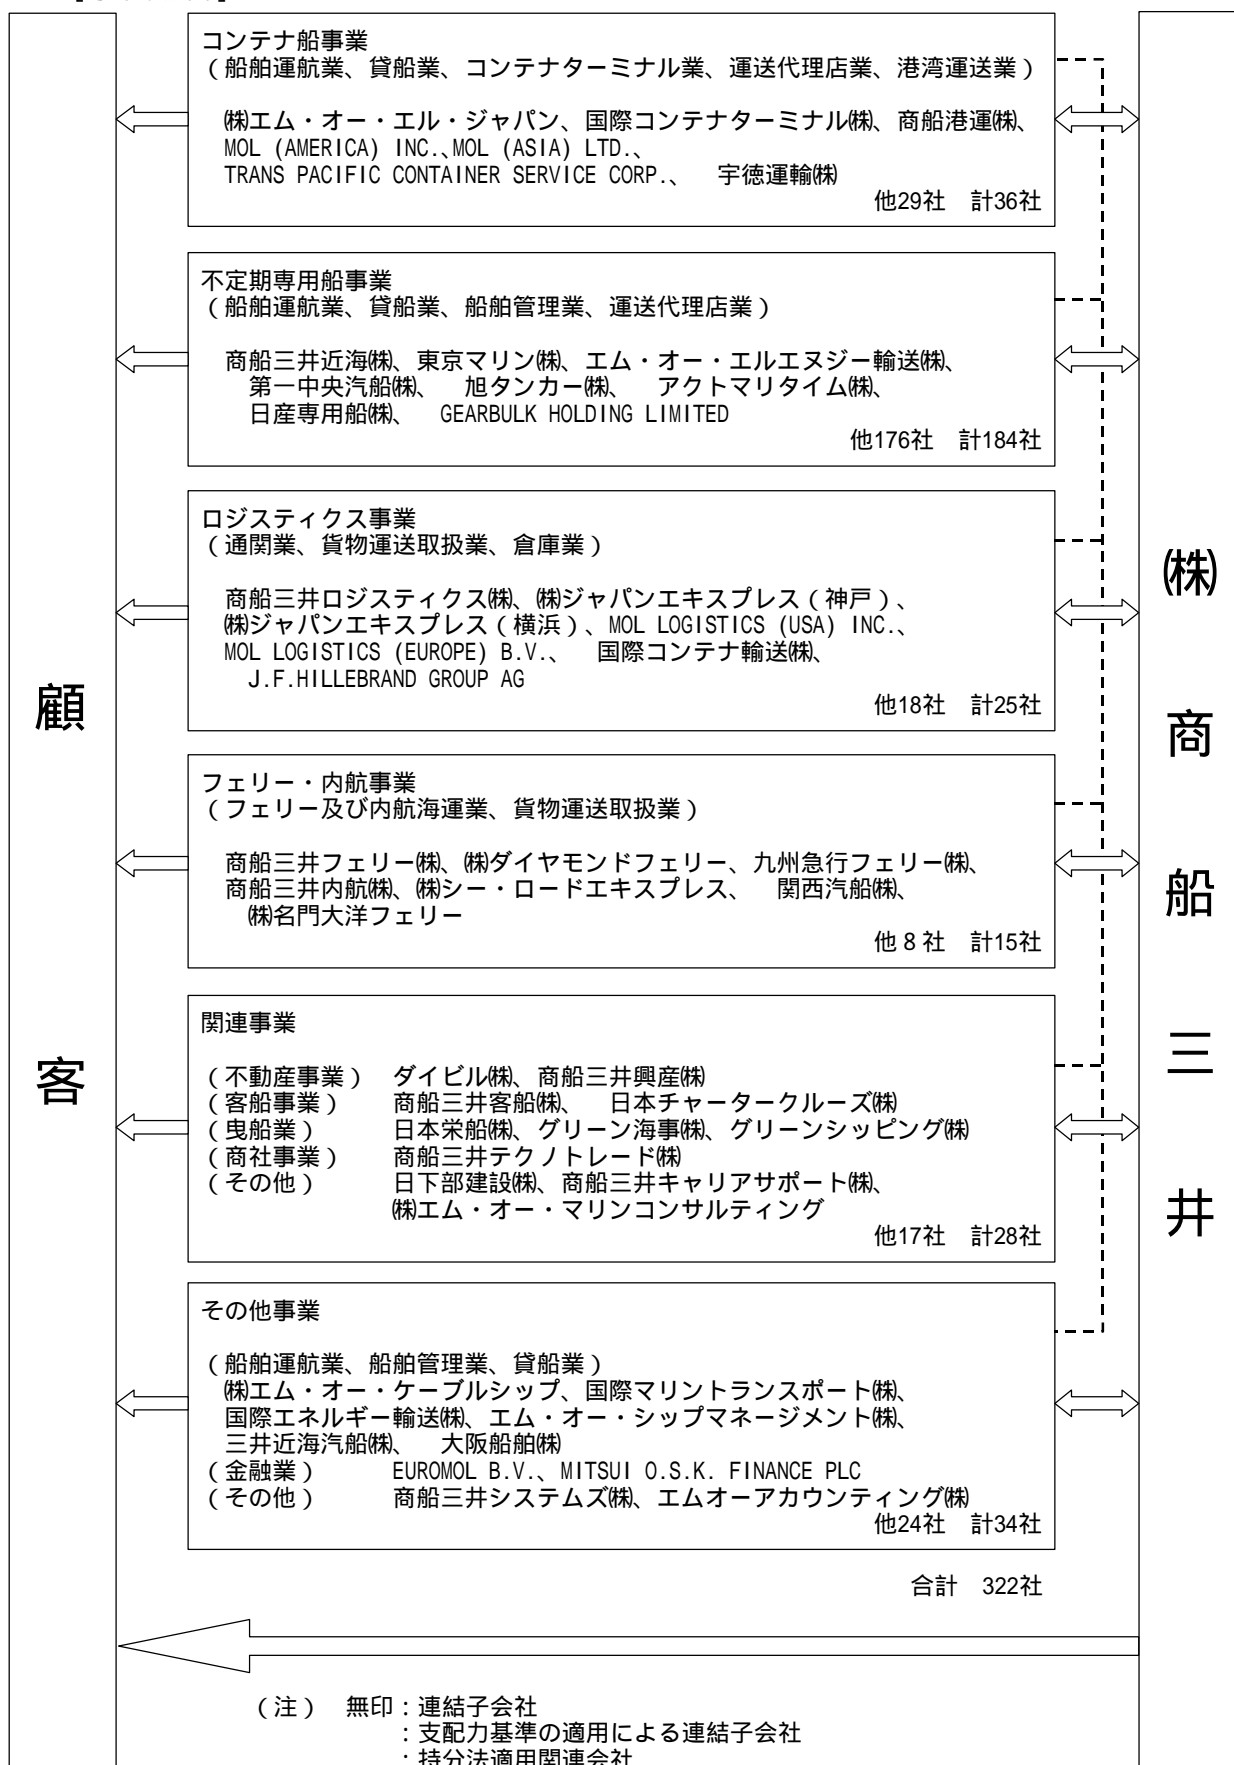 コンテナ船事業
(船舶運航業、貸船業、コンテナターミナル業、運送代理店業、港湾運送業)
㈱エム・オー・エル・ジャパン、国際コンテナターミナル㈱、商船港運㈱、
MOL (AMERICA) INC.、MOL (ASIA) LTD.、
TRANS PACIFIC CONTAINER SERVICE CORP.、 宇徳運輸㈱
他29社 計36社
不定期専用船事業
(船舶運航業、貸船業、船舶管理業、運送代理店業)
商船三井近海㈱、東京マリン㈱、エム・オー・エルエヌジー輸送㈱、
第一中央汽船㈱、 旭タンカー㈱、 アクトマリタイム㈱、
日産専用船㈱、 GEARBULK HOLDING LIMITED
他176社 計184社
ロジスティクス事業
(通関業、貨物運送取扱業、倉庫業)
商船三井ロジスティクス㈱、㈱ジャパンエキスプレス(神戸)、
㈱ジャパンエキスプレス(横浜)、MOL LOGISTICS (USA) INC.、
MOL LOGISTICS (EUROPE) B.V.、 国際コンテナ輸送㈱、
J.F.HILLEBRAND GROUP AG
他18社 計25社
フェリー・内航事業
(フェリー及び内航海運業、貨物運送取扱業)
商船三井フェリー㈱、㈱ダイヤモンドフェリー、九州急行フェリー㈱、
商船三井内航㈱、㈱シー・ロードエキスプレス、 関西汽船㈱、
㈱名門大洋フェリー
他8社 計15社
関連事業
(不動産事業) ダイビル㈱、商船三井興産㈱
(客船事業) 商船三井客船㈱、 日本チャータークルーズ㈱
(曳船業) 日本栄船㈱、グリーン海事㈱、グリーンシッピング㈱
(商社事業) 商船三井テクノトレード㈱
(その他) 日下部建設㈱、商船三井キャリアサポート㈱、
㈱エム・オー・マリンコンサルティング
他17社 計28社
その他事業
(船舶運航業、船舶管理業、貸船業)
㈱エム・オー・ケーブルシップ、国際マリントランスポート㈱、
国際エネルギー輸送㈱、エム・オー・シップマネージメント㈱、
三井近海汽船㈱、 大阪船舶㈱
(金融業) EUROMOL B.V.、MITSUI O.S.K. FINANCE PLC
(その他) 商船三井システムズ㈱、エムオーアカウンティング㈱
他24社 計34社
合計 322社
顧客
㈱商船三井
(注) 無印:連結子会社
:支配力基準の適用による連結子会社
:持分法適用関連会社